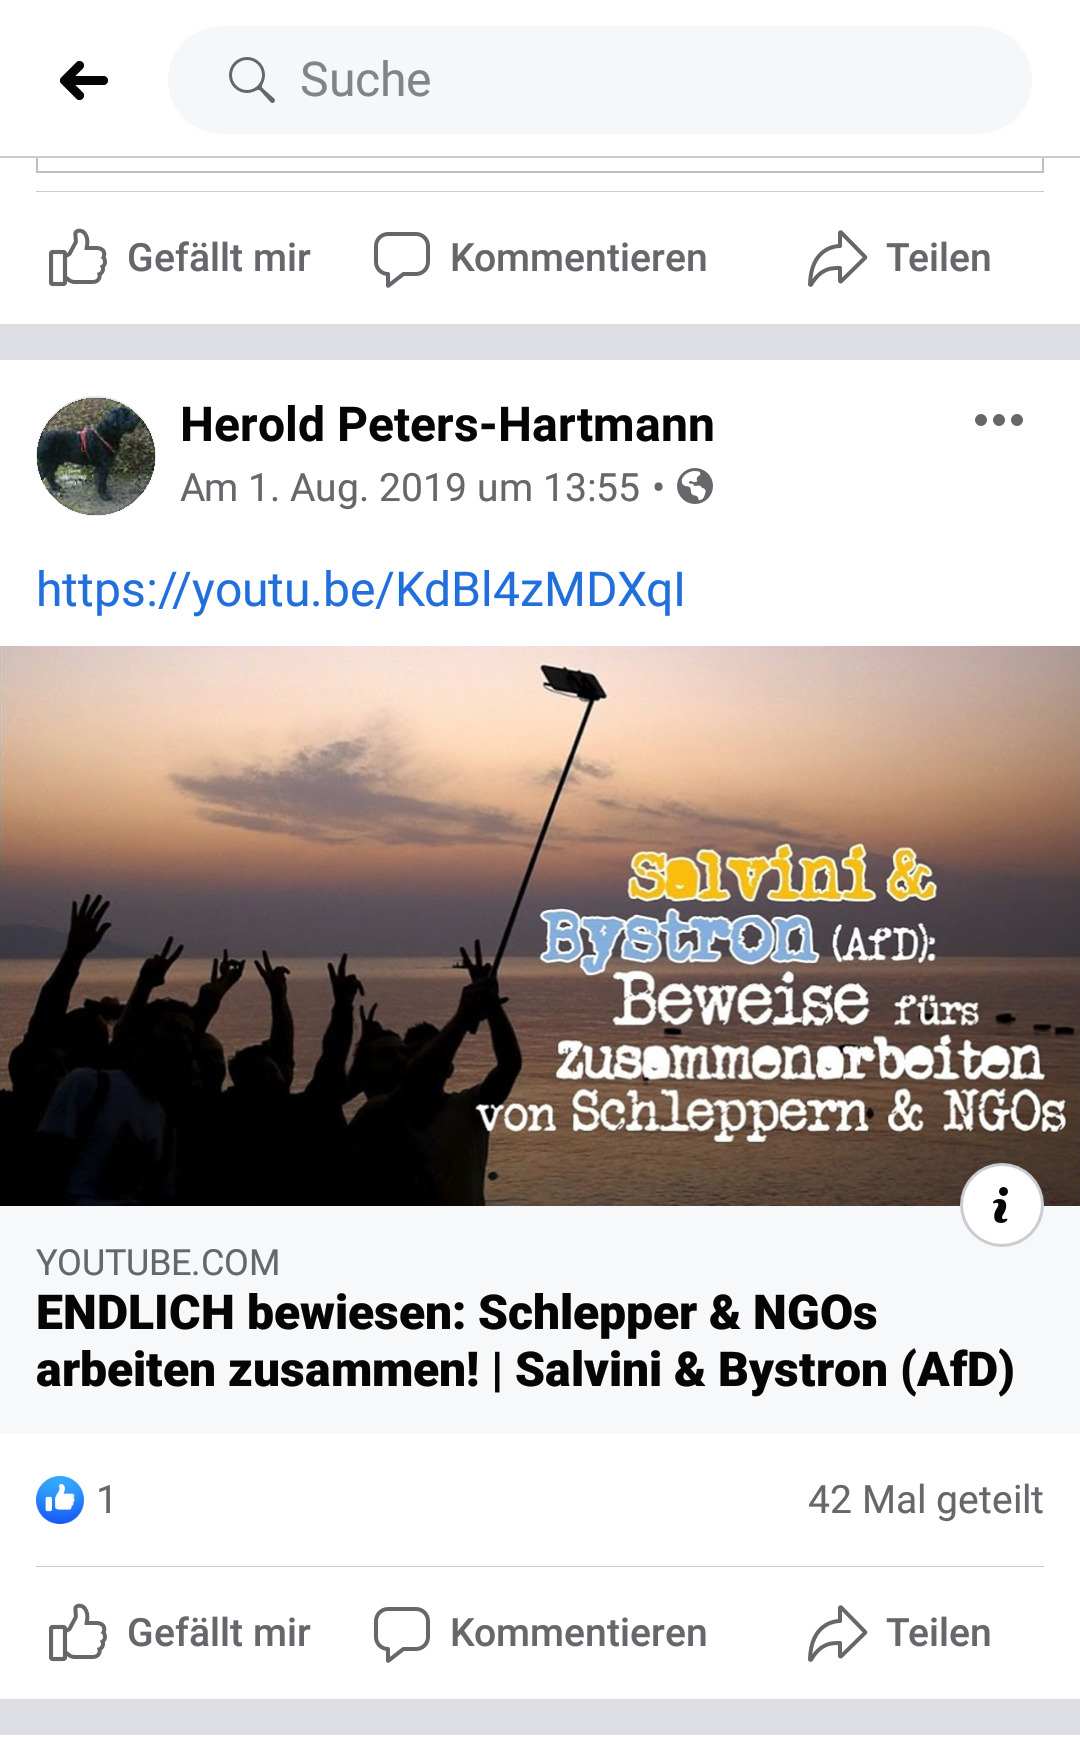 Suche
Gefällt mir
Kommentieren
Teilen
Herold Peters-Hartmann
Am 1. Aug. 2019 um 13:55 •
https://youtu.be/KdBl4zMDXqI
Salvini &
Bystron (AfD):
Beweise fürs
zusammenarbeiten
von Schleppern & NGOs
YOUTUBE.COM
ENDLICH bewiesen: Schlepper & NGOs
arbeiten zusammen! | Salvini & Bystron (AfD)
1
42 Mal geteilt
Gefällt mir
Kommentieren
Teilen